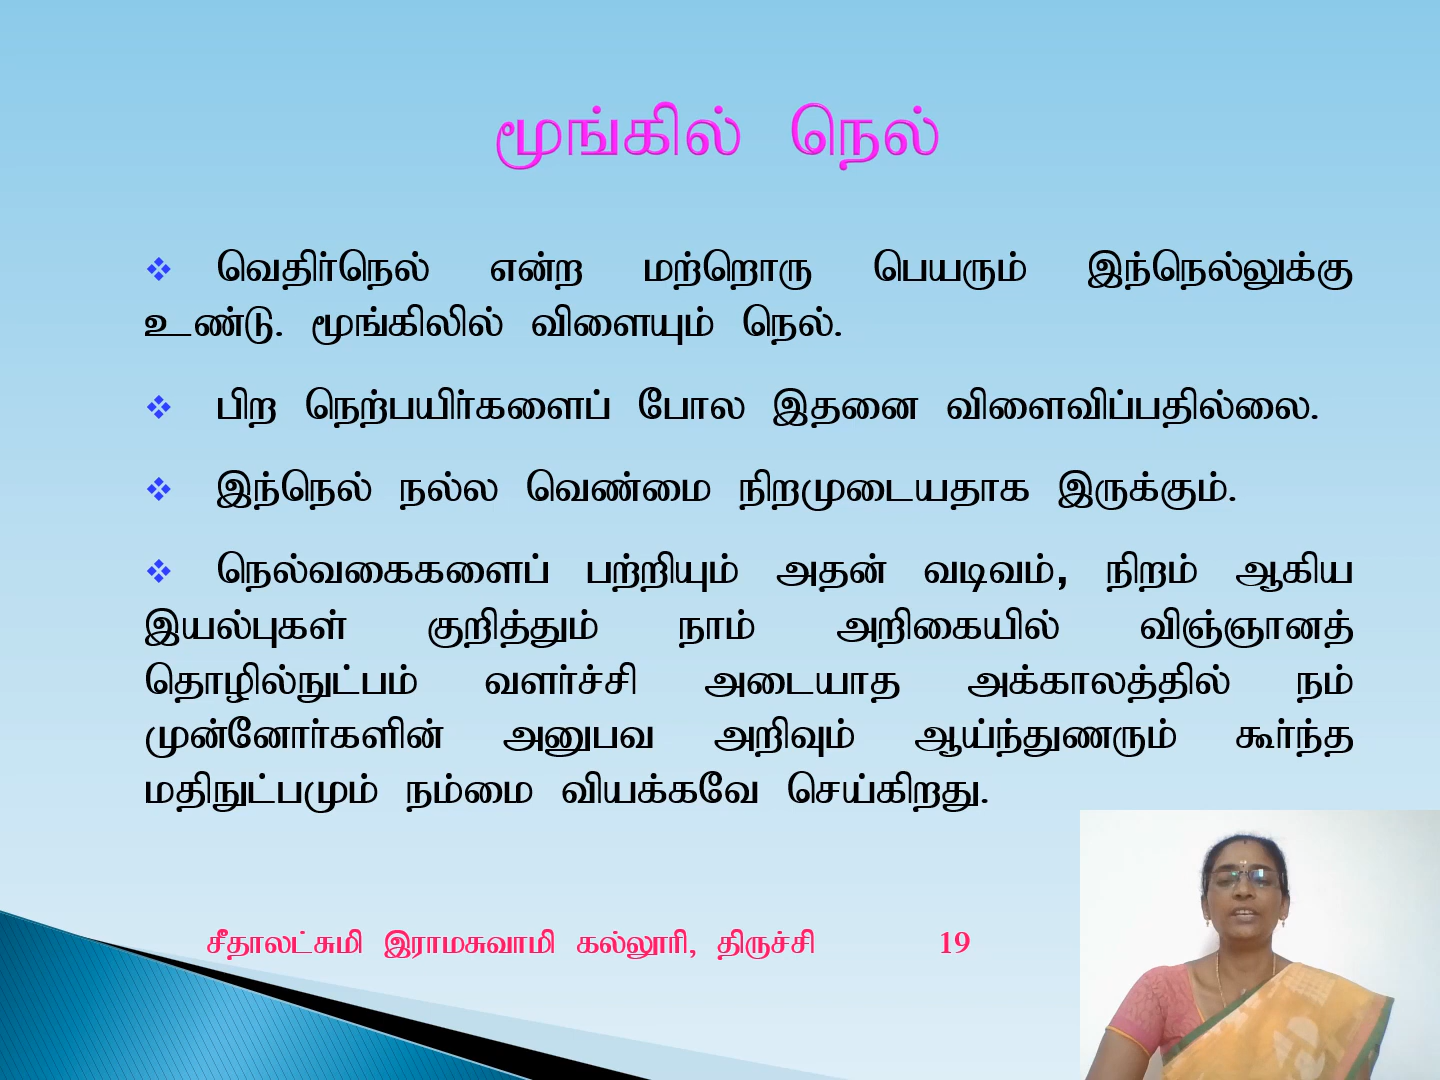 மூங்கில் நெல்
❖ வெதிர்நெல் என்ற மற்றொரு பெயரும் இந்நெல்லுக்கு
உண்டு. மூங்கிலில் விளையும் நெல்.
❖ பிற நெற்பயிர்களைப் போல இதனை விளைவிப்பதில்லை.
❖ இந்நெல் நல்ல வெண்மை நிறமுடையதாக இருக்கும்.
❖ நெல்வகைகளைப் பற்றியும் அதன் வடிவம், நிறம் ஆகிய
இயல்புகள் குறித்தும் நாம் அறிகையில் விஞ்ஞானத்
தொழில்நுட்பம் வளர்ச்சி அடையாத அக்காலத்தில் நம்
முன்னோர்களின் அனுபவ அறிவும் ஆய்ந்துணரும் கூர்ந்த
மதிநுட்பமும் நம்மை வியக்கவே செய்கிறது.
சீதாலட்சுமி இராமசுவாமி கல்லூரி, திருச்சி 19